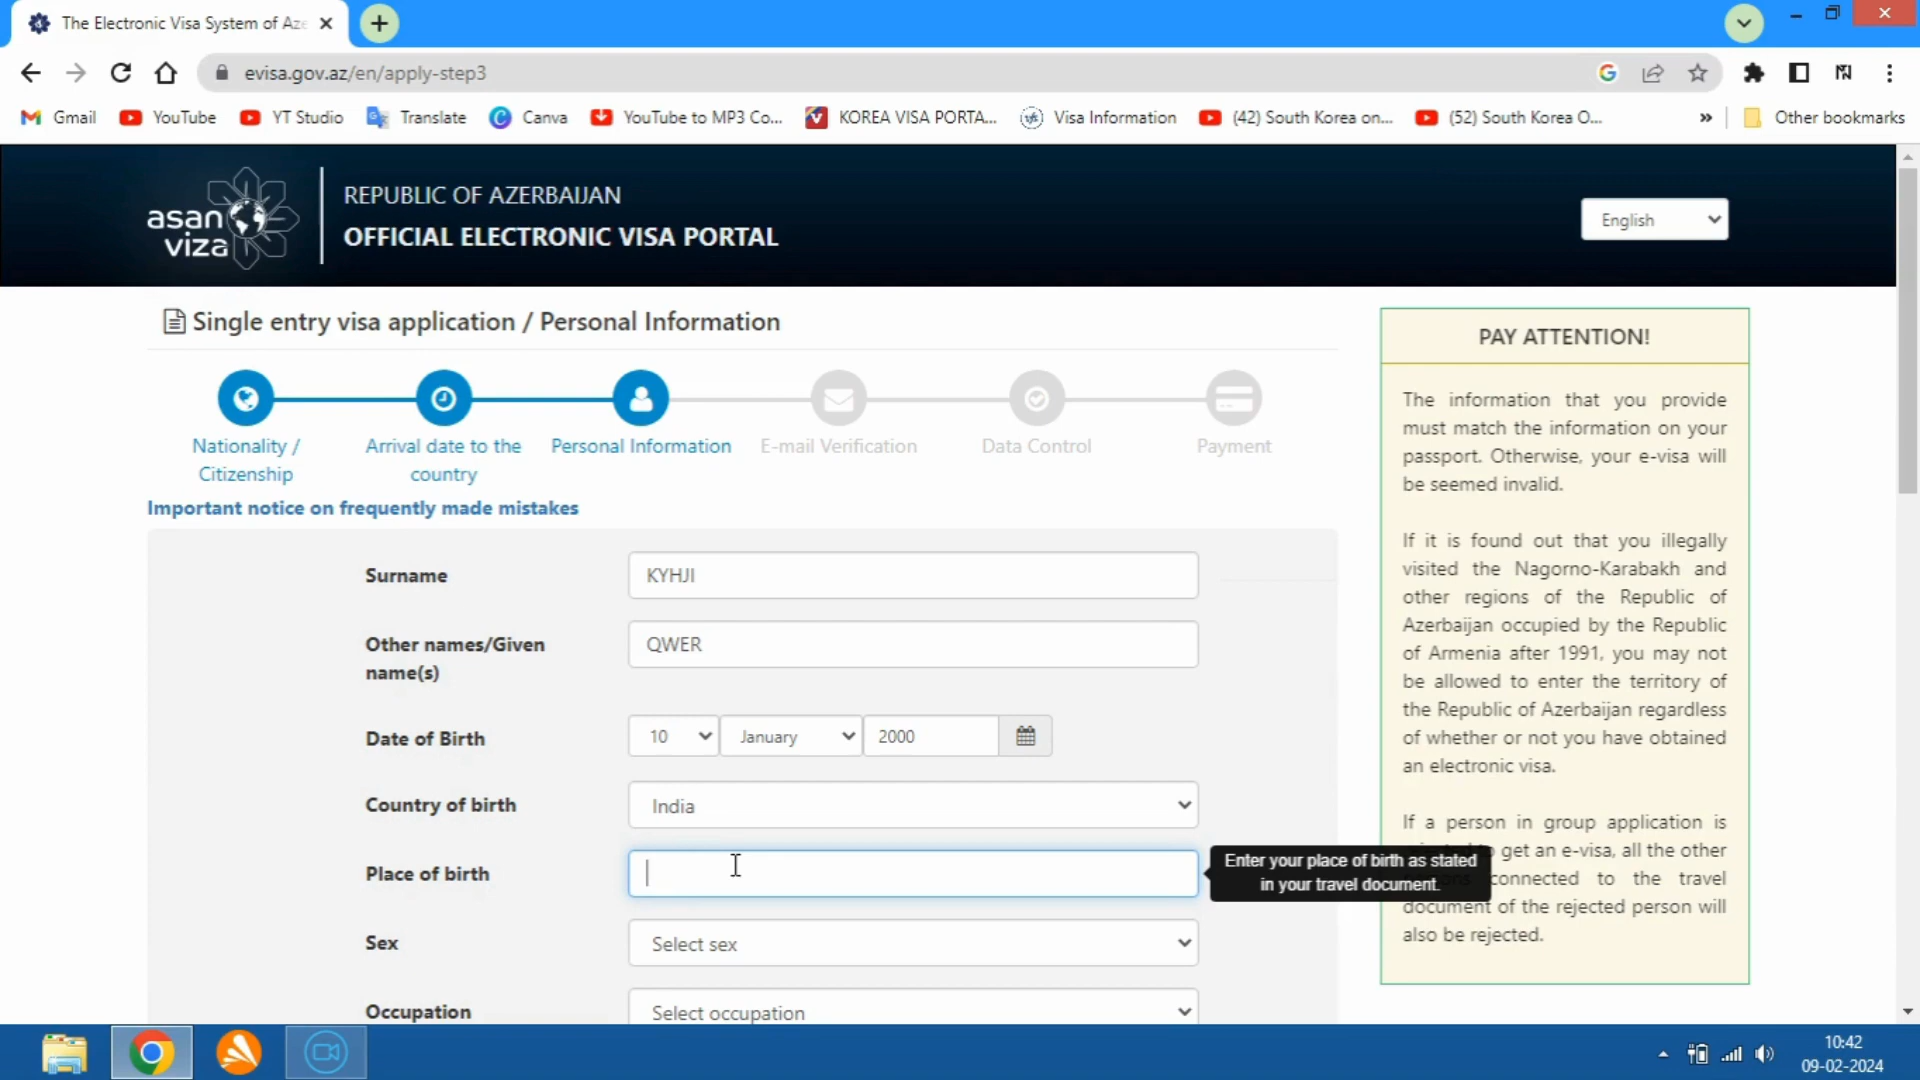 The Electronic Visa System of Aze
evisa.gov.az/en/apply-step3
Gmail
YouTube
YT Studio
Translate
Canva
YouTube to MP3 Co...
KOREA VISA PORTA...
Visa Information
(42) South Korea on...
(52) South Korea O...
»
Other bookmarks
asan
viza
REPUBLIC OF AZERBAIJAN
OFFICIAL ELECTRONIC VISA PORTAL
English
Single entry visa application / Personal Information
Nationality /
Citizenship
Arrival date to the
country
Personal Information
E-mail Verification
Data Control
Payment
Important notice on frequently made mistakes
Surname
KYHJI
Other names/Given
name(s)
QWER
Date of Birth
10
January
2000
Country of birth
India
Place of birth
Enter your place of birth as stated
in your travel document.
Sex
Select sex
Occupation
Select occupation
PAY ATTENTION!
The information that you provide
must match the information on your
passport. Otherwise, your e-visa will
be seemed invalid.
If it is found out that you illegally
visited the Nagorno-Karabakh and
other regions of the Republic of
Azerbaijan occupied by the Republic
of Armenia after 1991, you may not
be allowed to enter the territory of
the Republic of Azerbaijan regardless
of whether or not you have obtained
an electronic visa.
If a person in group application is
get an e-visa, all the other
connected to the travel
document of the rejected person will
also be rejected.
10:42
09-02-2024